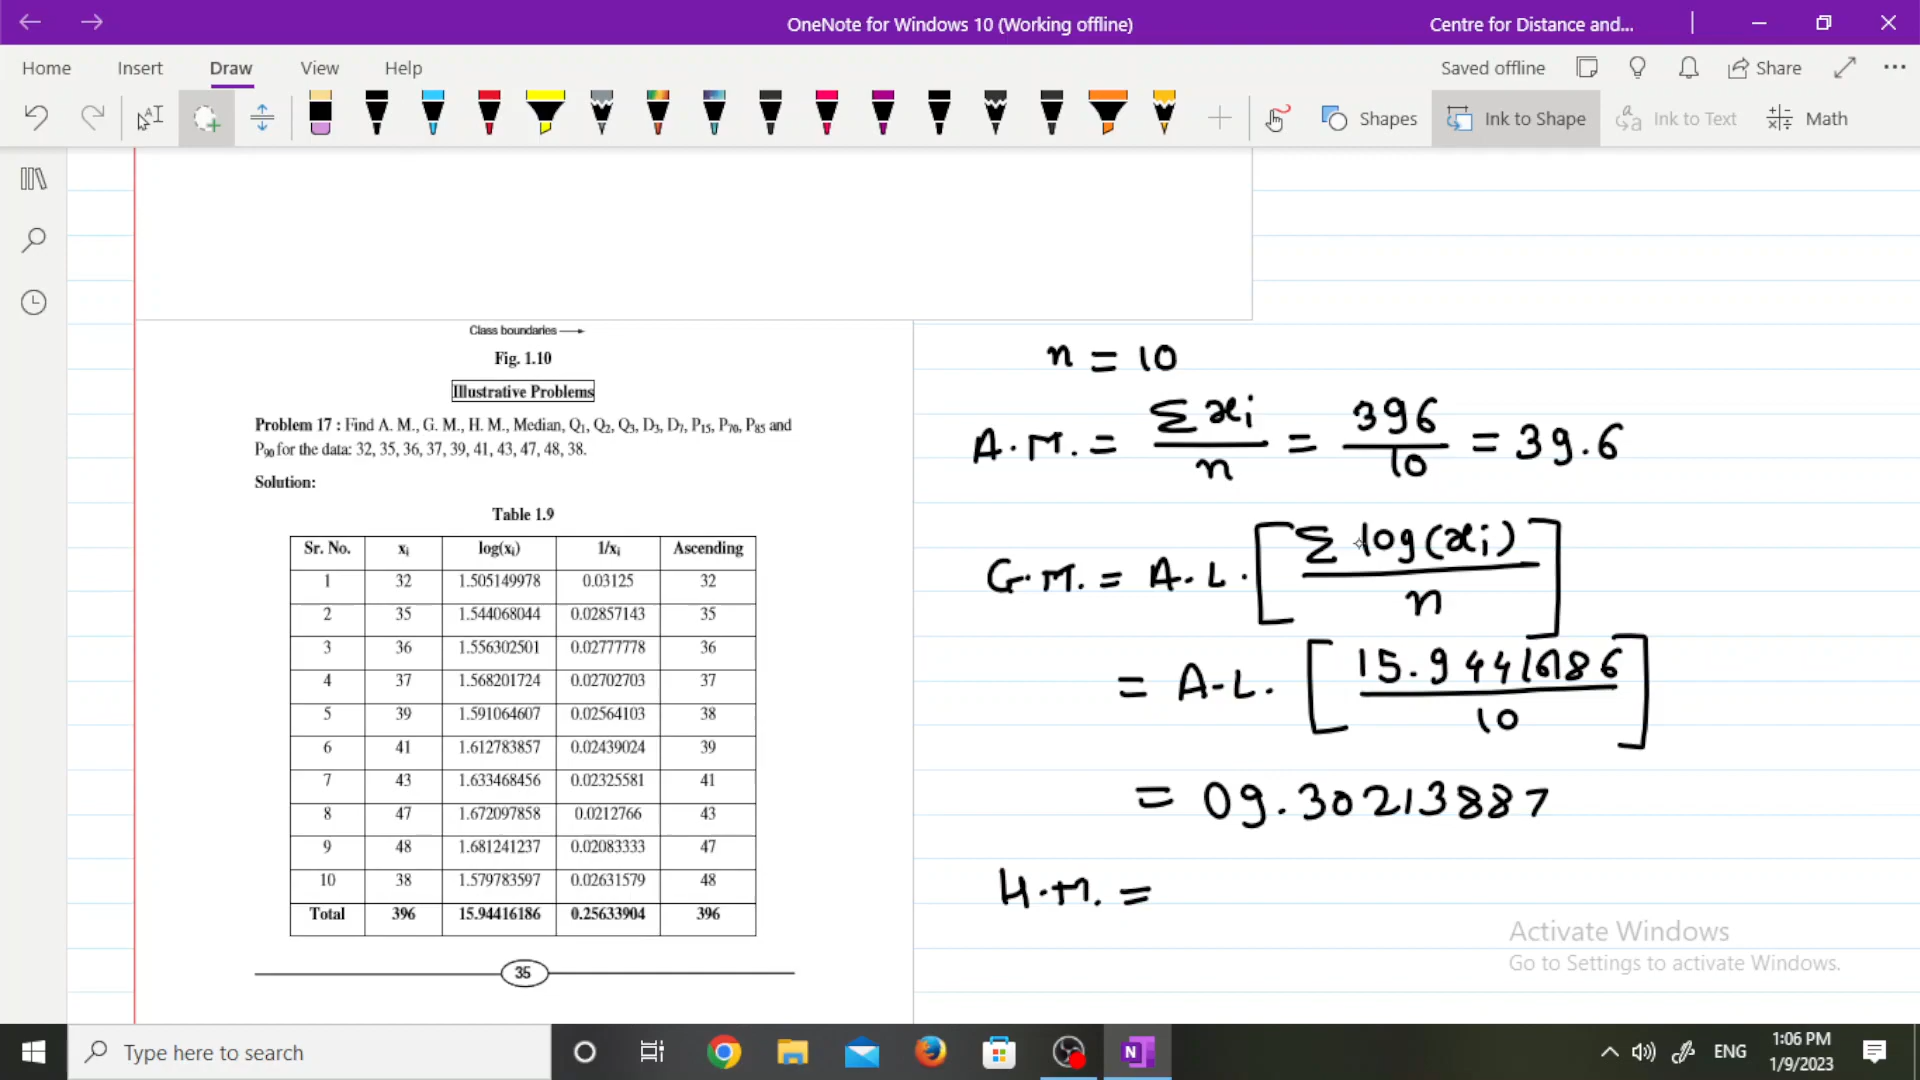 OneNote for Windows 10 (Working offline)
Centre for Distance and...
Home Insert Draw View Help
Saved offline Share
Shapes Ink to Shape Ink to Text Math
Class boundaries →
Fig. 1.10
Illustrative Problems
Problem 17 : Find A. M., G. M., H. M., Median, Q₁, Q₂, Q₃, D₃, D₇, P₁₅, P₇₀, P₈₅ and
P₉₀ for the data: 32, 35, 36, 37, 39, 41, 43, 47, 48, 38.
Solution:
Table 1.9
Sr. No. xᵢ log(xᵢ) 1/xᵢ Ascending
1 32 1.505149978 0.03125 32
2 35 1.544068044 0.02857143 35
3 36 1.556302501 0.02777778 36
4 37 1.568201724 0.02702703 37
5 39 1.591064607 0.02564103 38
6 41 1.612783857 0.02439024 39
7 43 1.633468456 0.02325581 41
8 47 1.672097858 0.0212766 43
9 48 1.681241237 0.02083333 47
10 38 1.579783597 0.02631579 48
Total 396 15.94416186 0.25633904 396
35
n = 10
A.M. = Σxᵢ / n = 396 / 10 = 39.6
G.M. = A.L. [Σ log(xᵢ) / n]
= A.L. [15.94416186 / 10]
= 09.30213887
H.M. =
Activate Windows
Go to Settings to activate Windows.
Type here to search
ENG
1:06 PM
1/9/2023